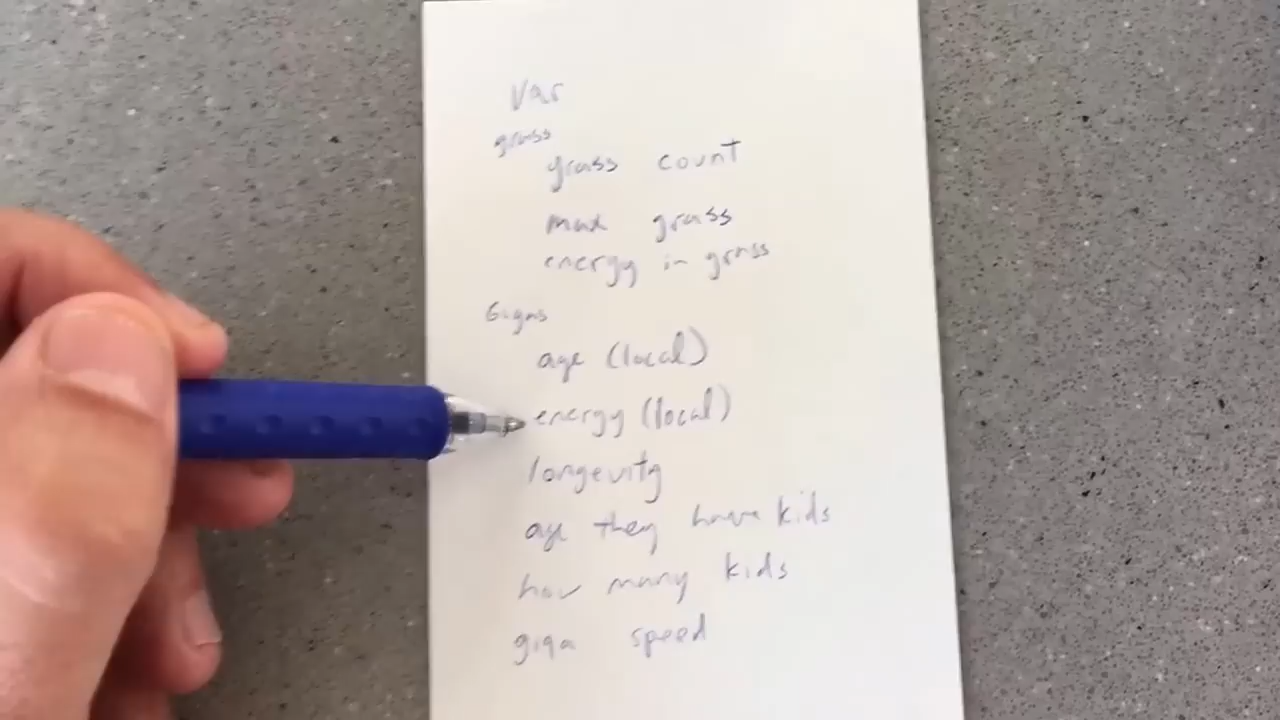 Var
grass
grass count
max grass
energy in grass
Gigas
age (local)
energy (local)
longevity
age they have kids
how many kids
giga speed